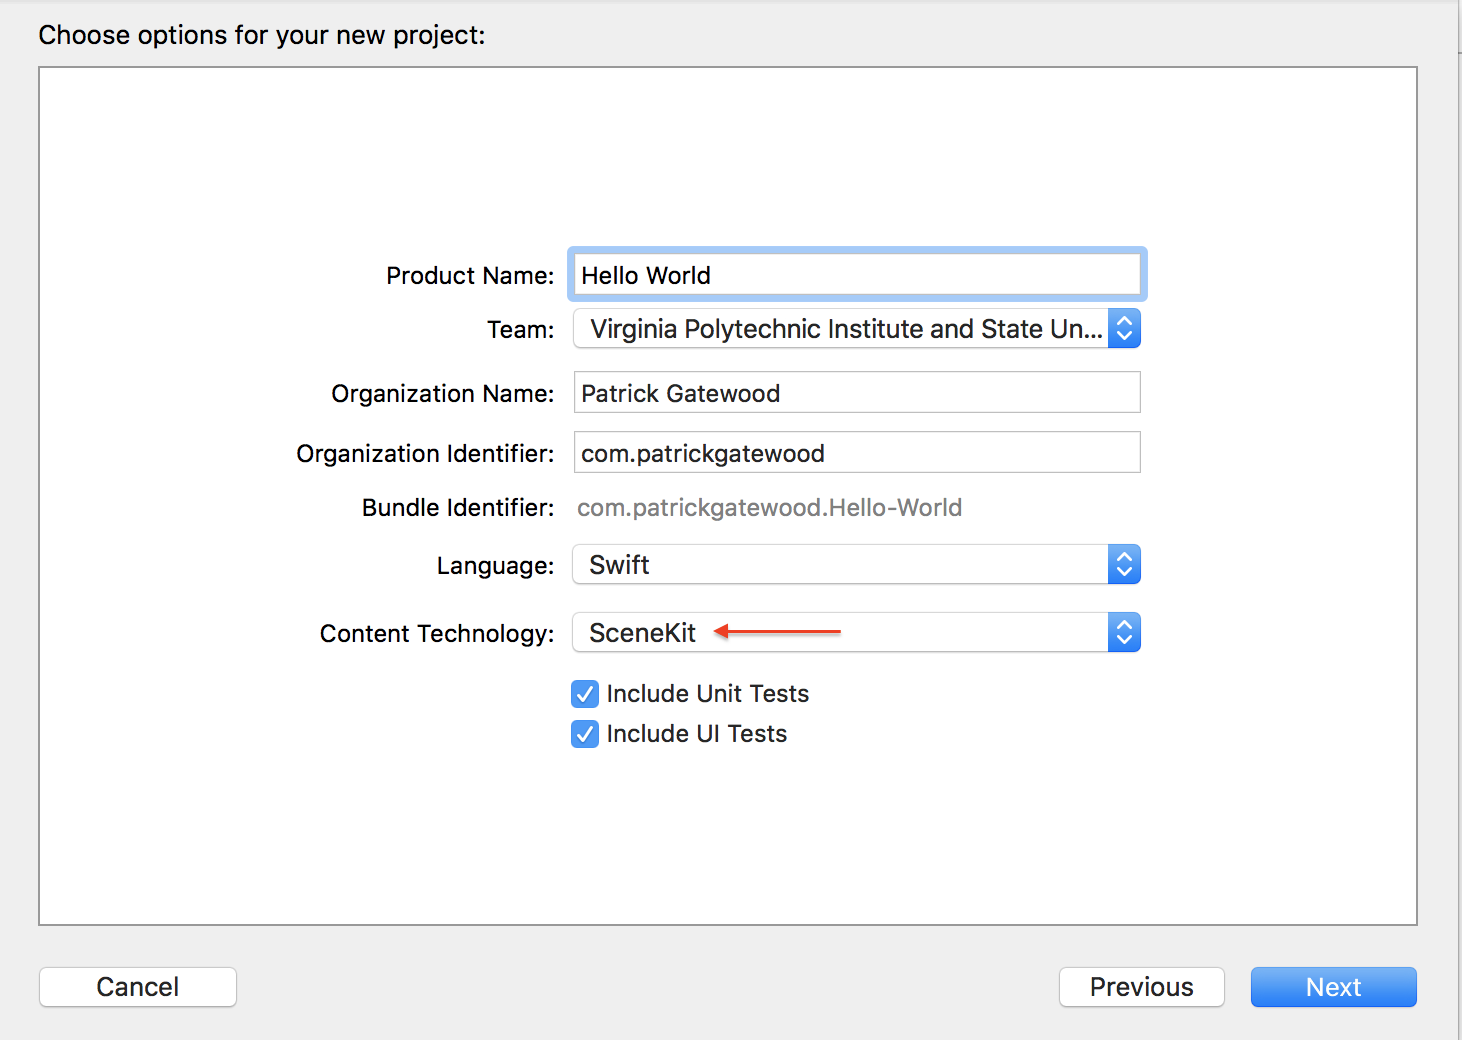 Choose options for your new project:
Product Name: Hello World
Team: Virginia Polytechnic Institute and State Un...
Organization Name: Patrick Gatewood
Organization Identifier: com.patrickgatewood
Bundle Identifier: com.patrickgatewood.Hello-World
Language: Swift
Content Technology: SceneKit
Include Unit Tests
Include UI Tests
Cancel Previous Next